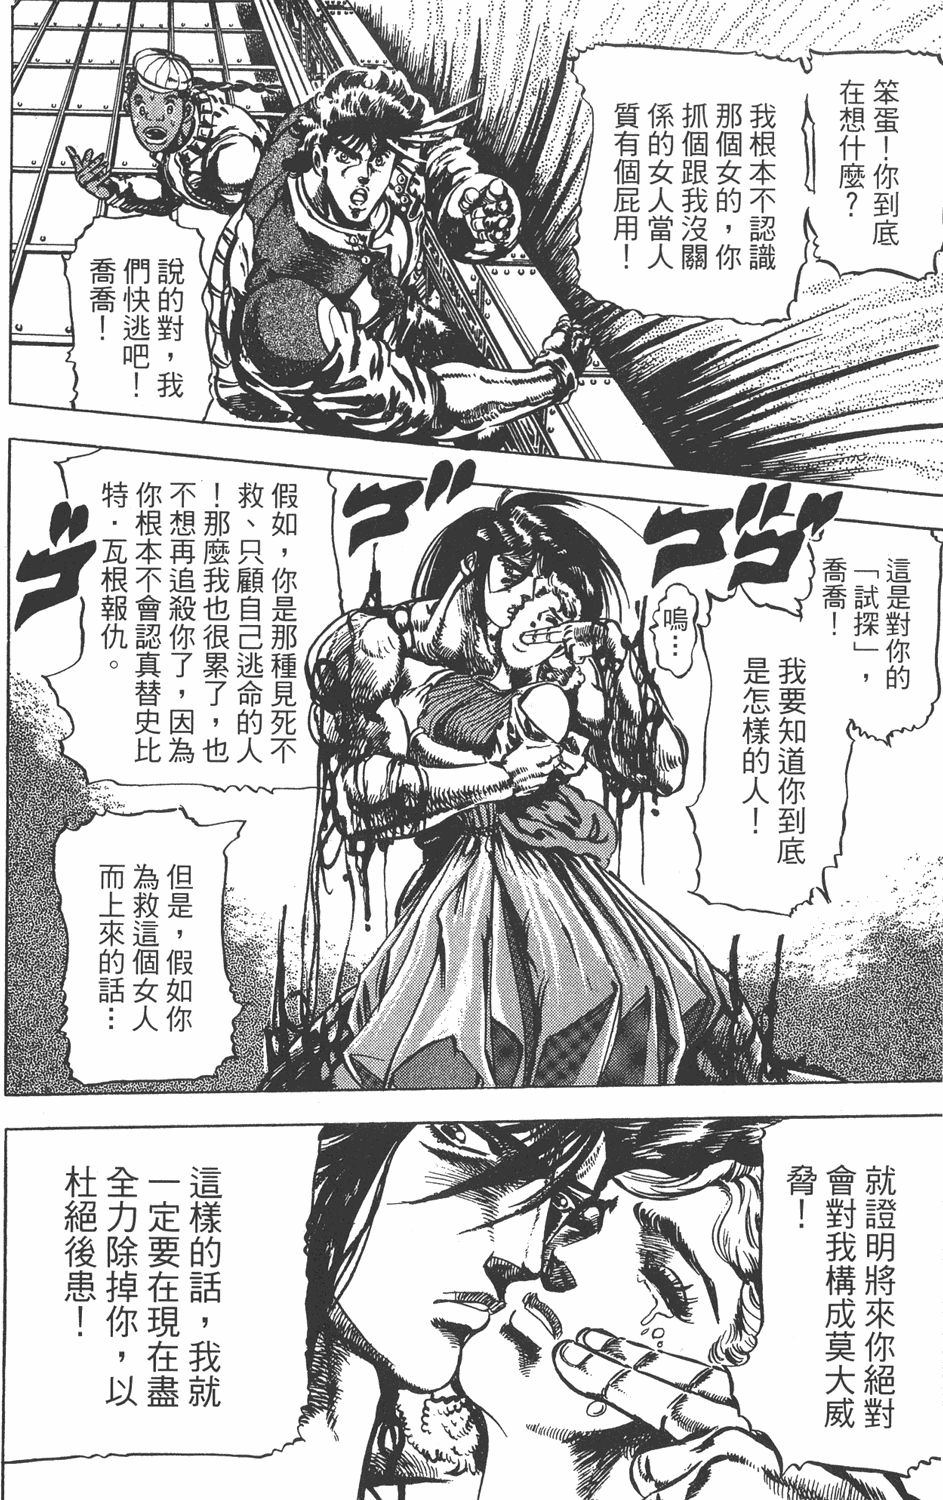 笨蛋！你到底
在想什麼？
我根本不認識
那個女的，你
抓個跟我沒關
係的女人當人
質有個屁用！
說的對，我
們快逃吧！
喬喬！
這是對你的
「試探」，
喬喬！
我要知道你到底
是怎樣的人！
嗚…
ゴゴ
ゴ
ゴ
假如，你是那種見死不
救、只顧自己逃命的人
！那麼我也很累了，也
不想再追殺你了，因為
你根本不會認真替史比
特．瓦根報仇。
但是，假如你
為救這個女人
而上來的話…
就證明將來你絕對
會對我構成莫大威
脅！
這樣的話，我就
一定要在現在盡
全力除掉你，以
杜絕後患！